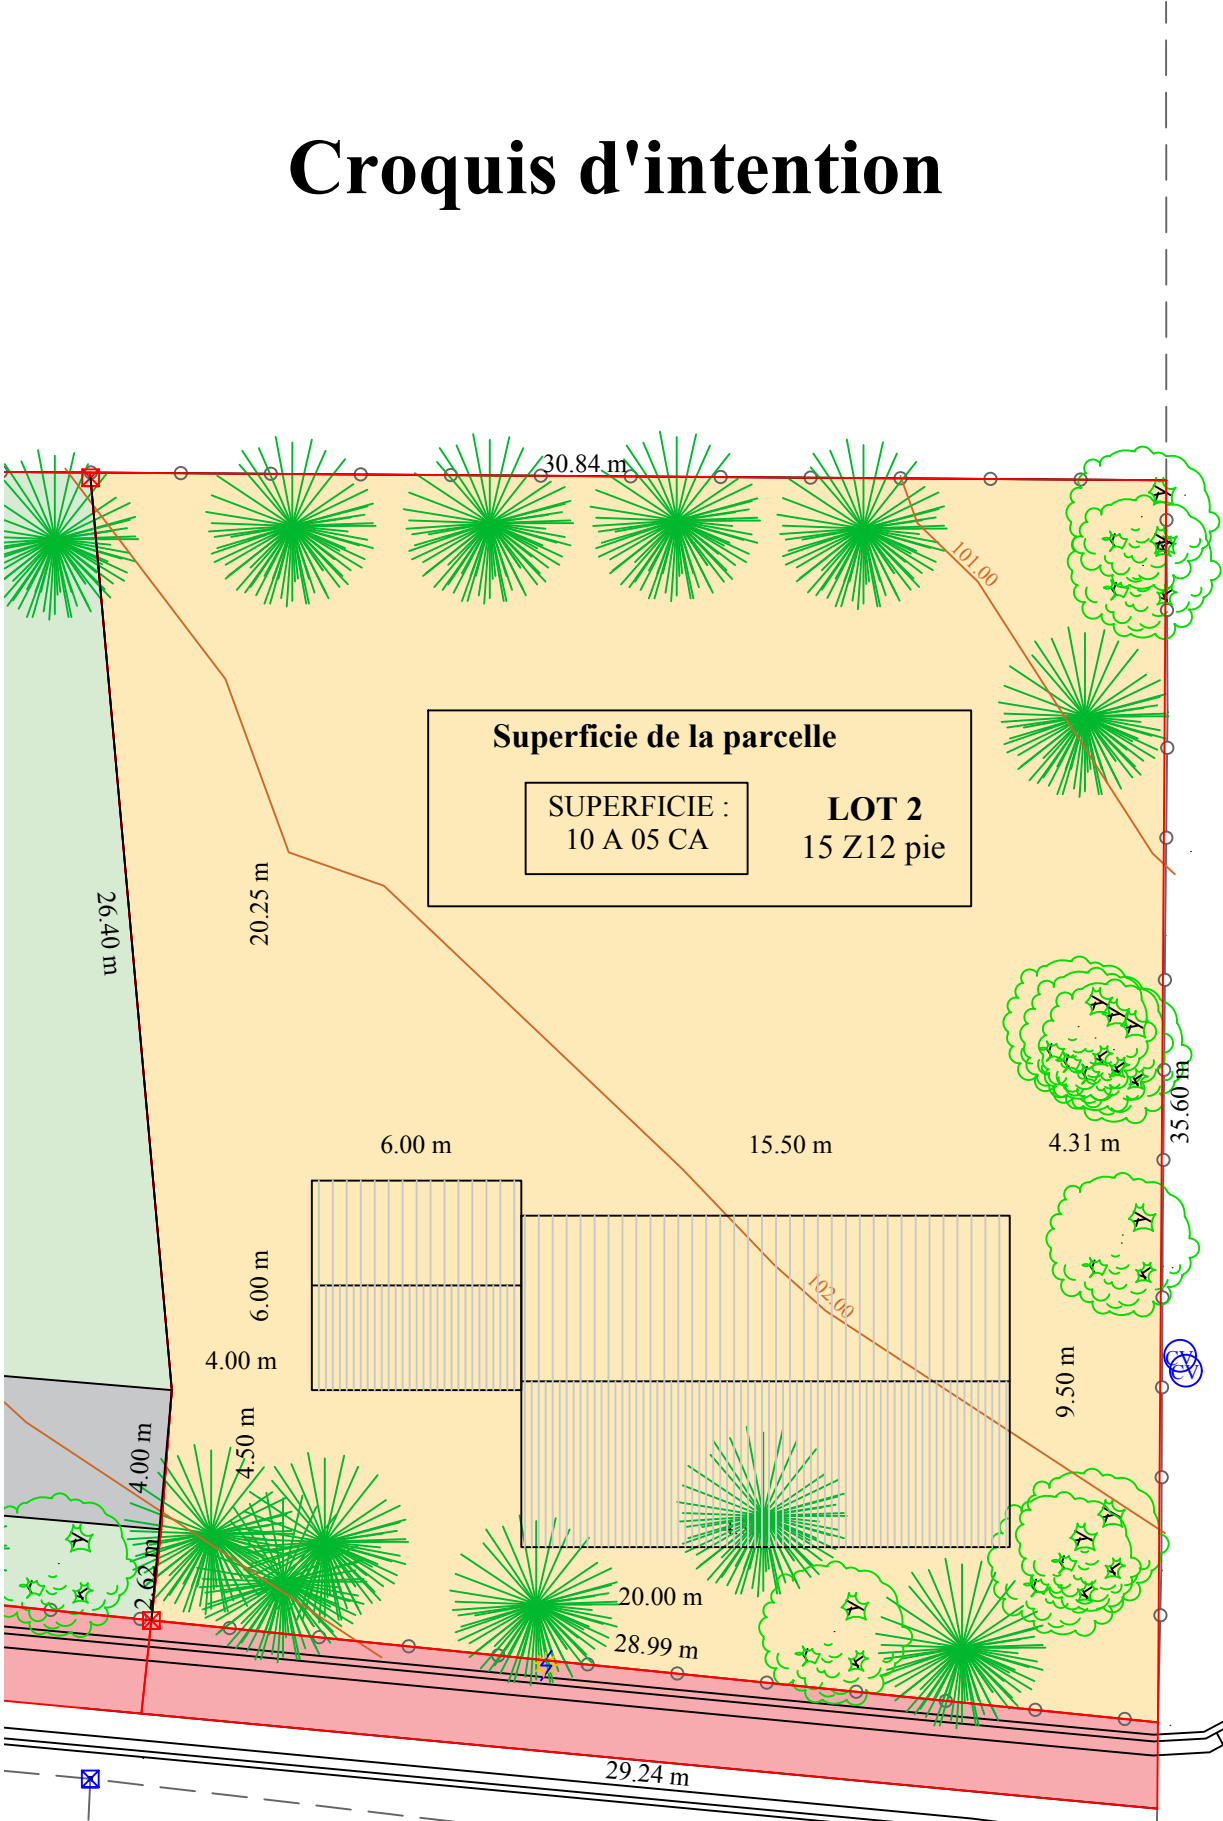 Croquis d'intention
30.84 m
101.00
Superficie de la parcelle
SUPERFICIE :
10 A 05 CA
LOT 2
15 Z12 pie
26.40 m
20.25 m
35.60 m
6.00 m
15.50 m
4.31 m
6.00 m
102.00
4.00 m
9.50 m
CV
CV
4.00 m
4.50 m
2.62 m
20.00 m
28.99 m
29.24 m